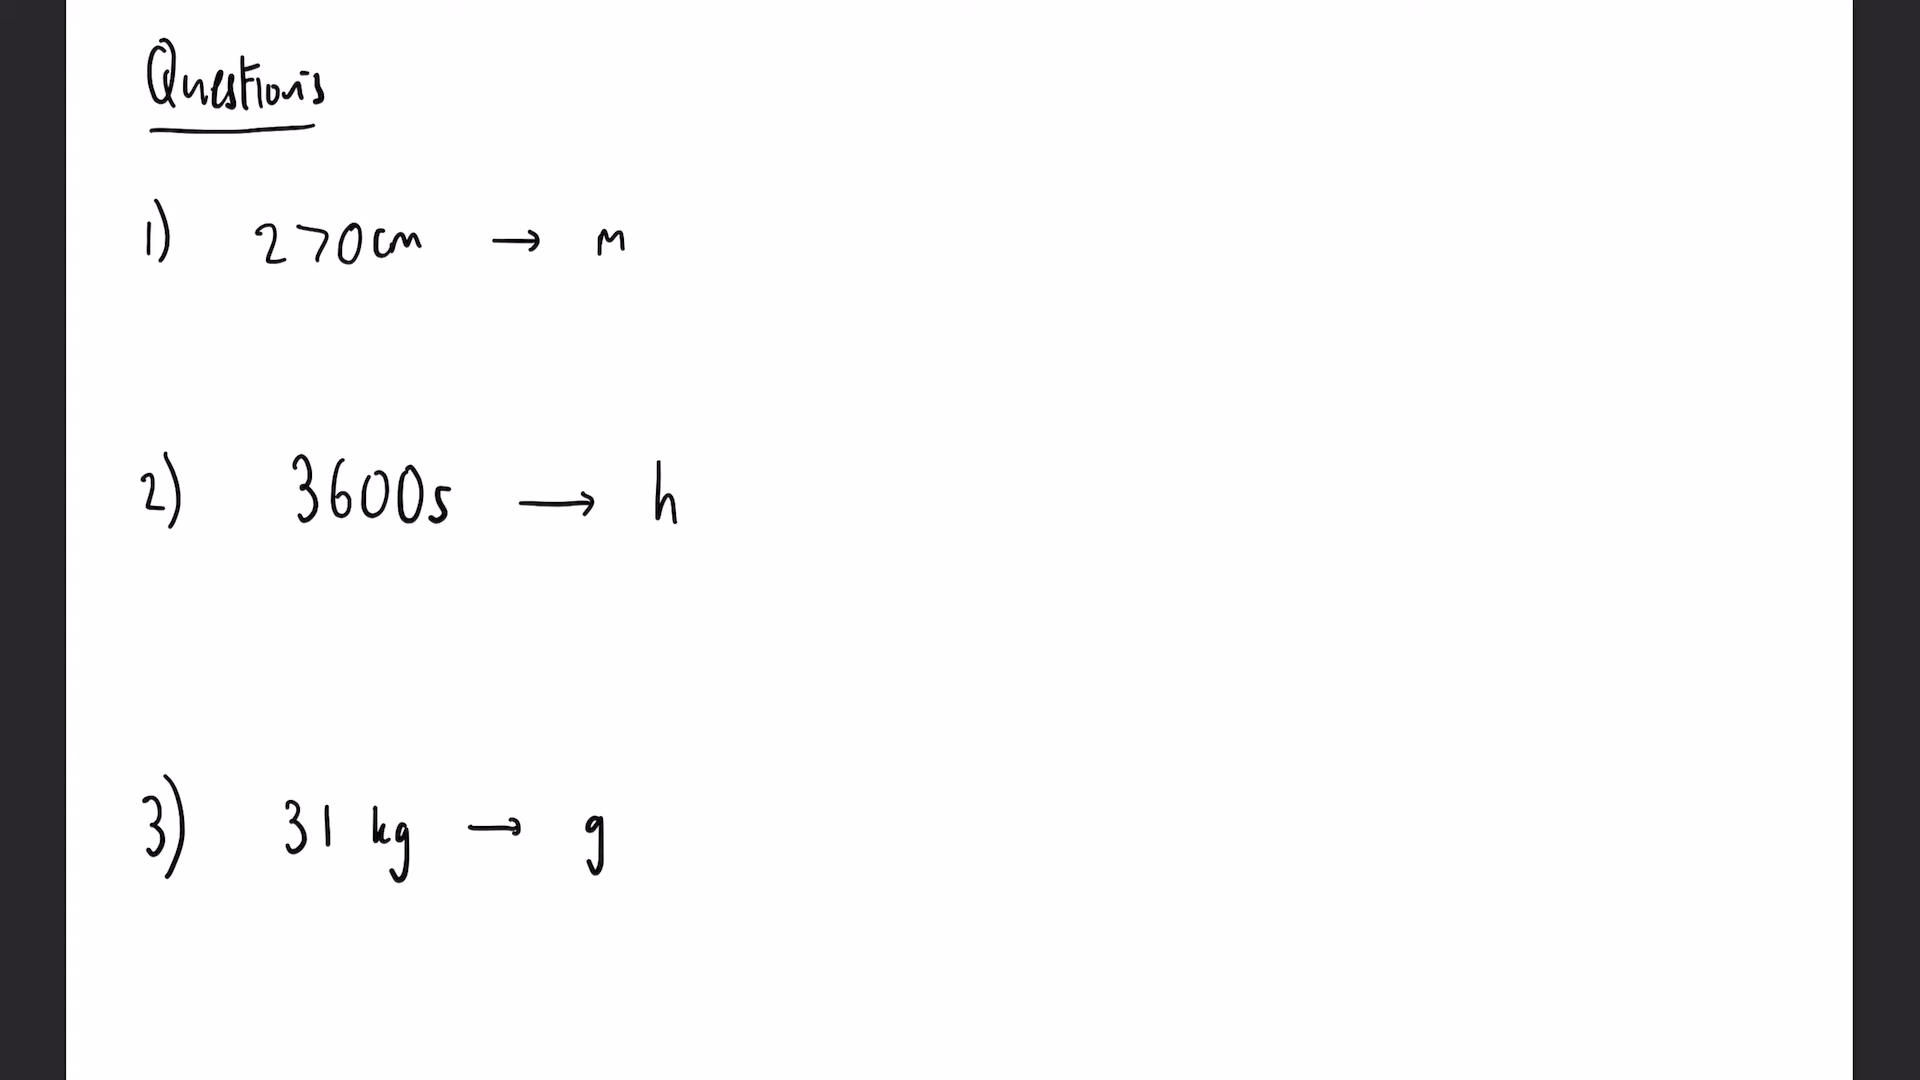 Questions
1) 270cm → m
2) 3600s → h
3) 31 kg → g